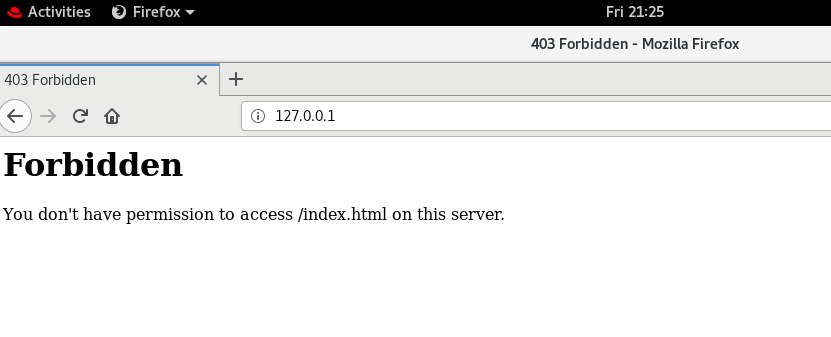 Activities Firefox Fri 21:25
403 Forbidden - Mozilla Firefox
403 Forbidden
127.0.0.1
Forbidden
You don't have permission to access /index.html on this server.